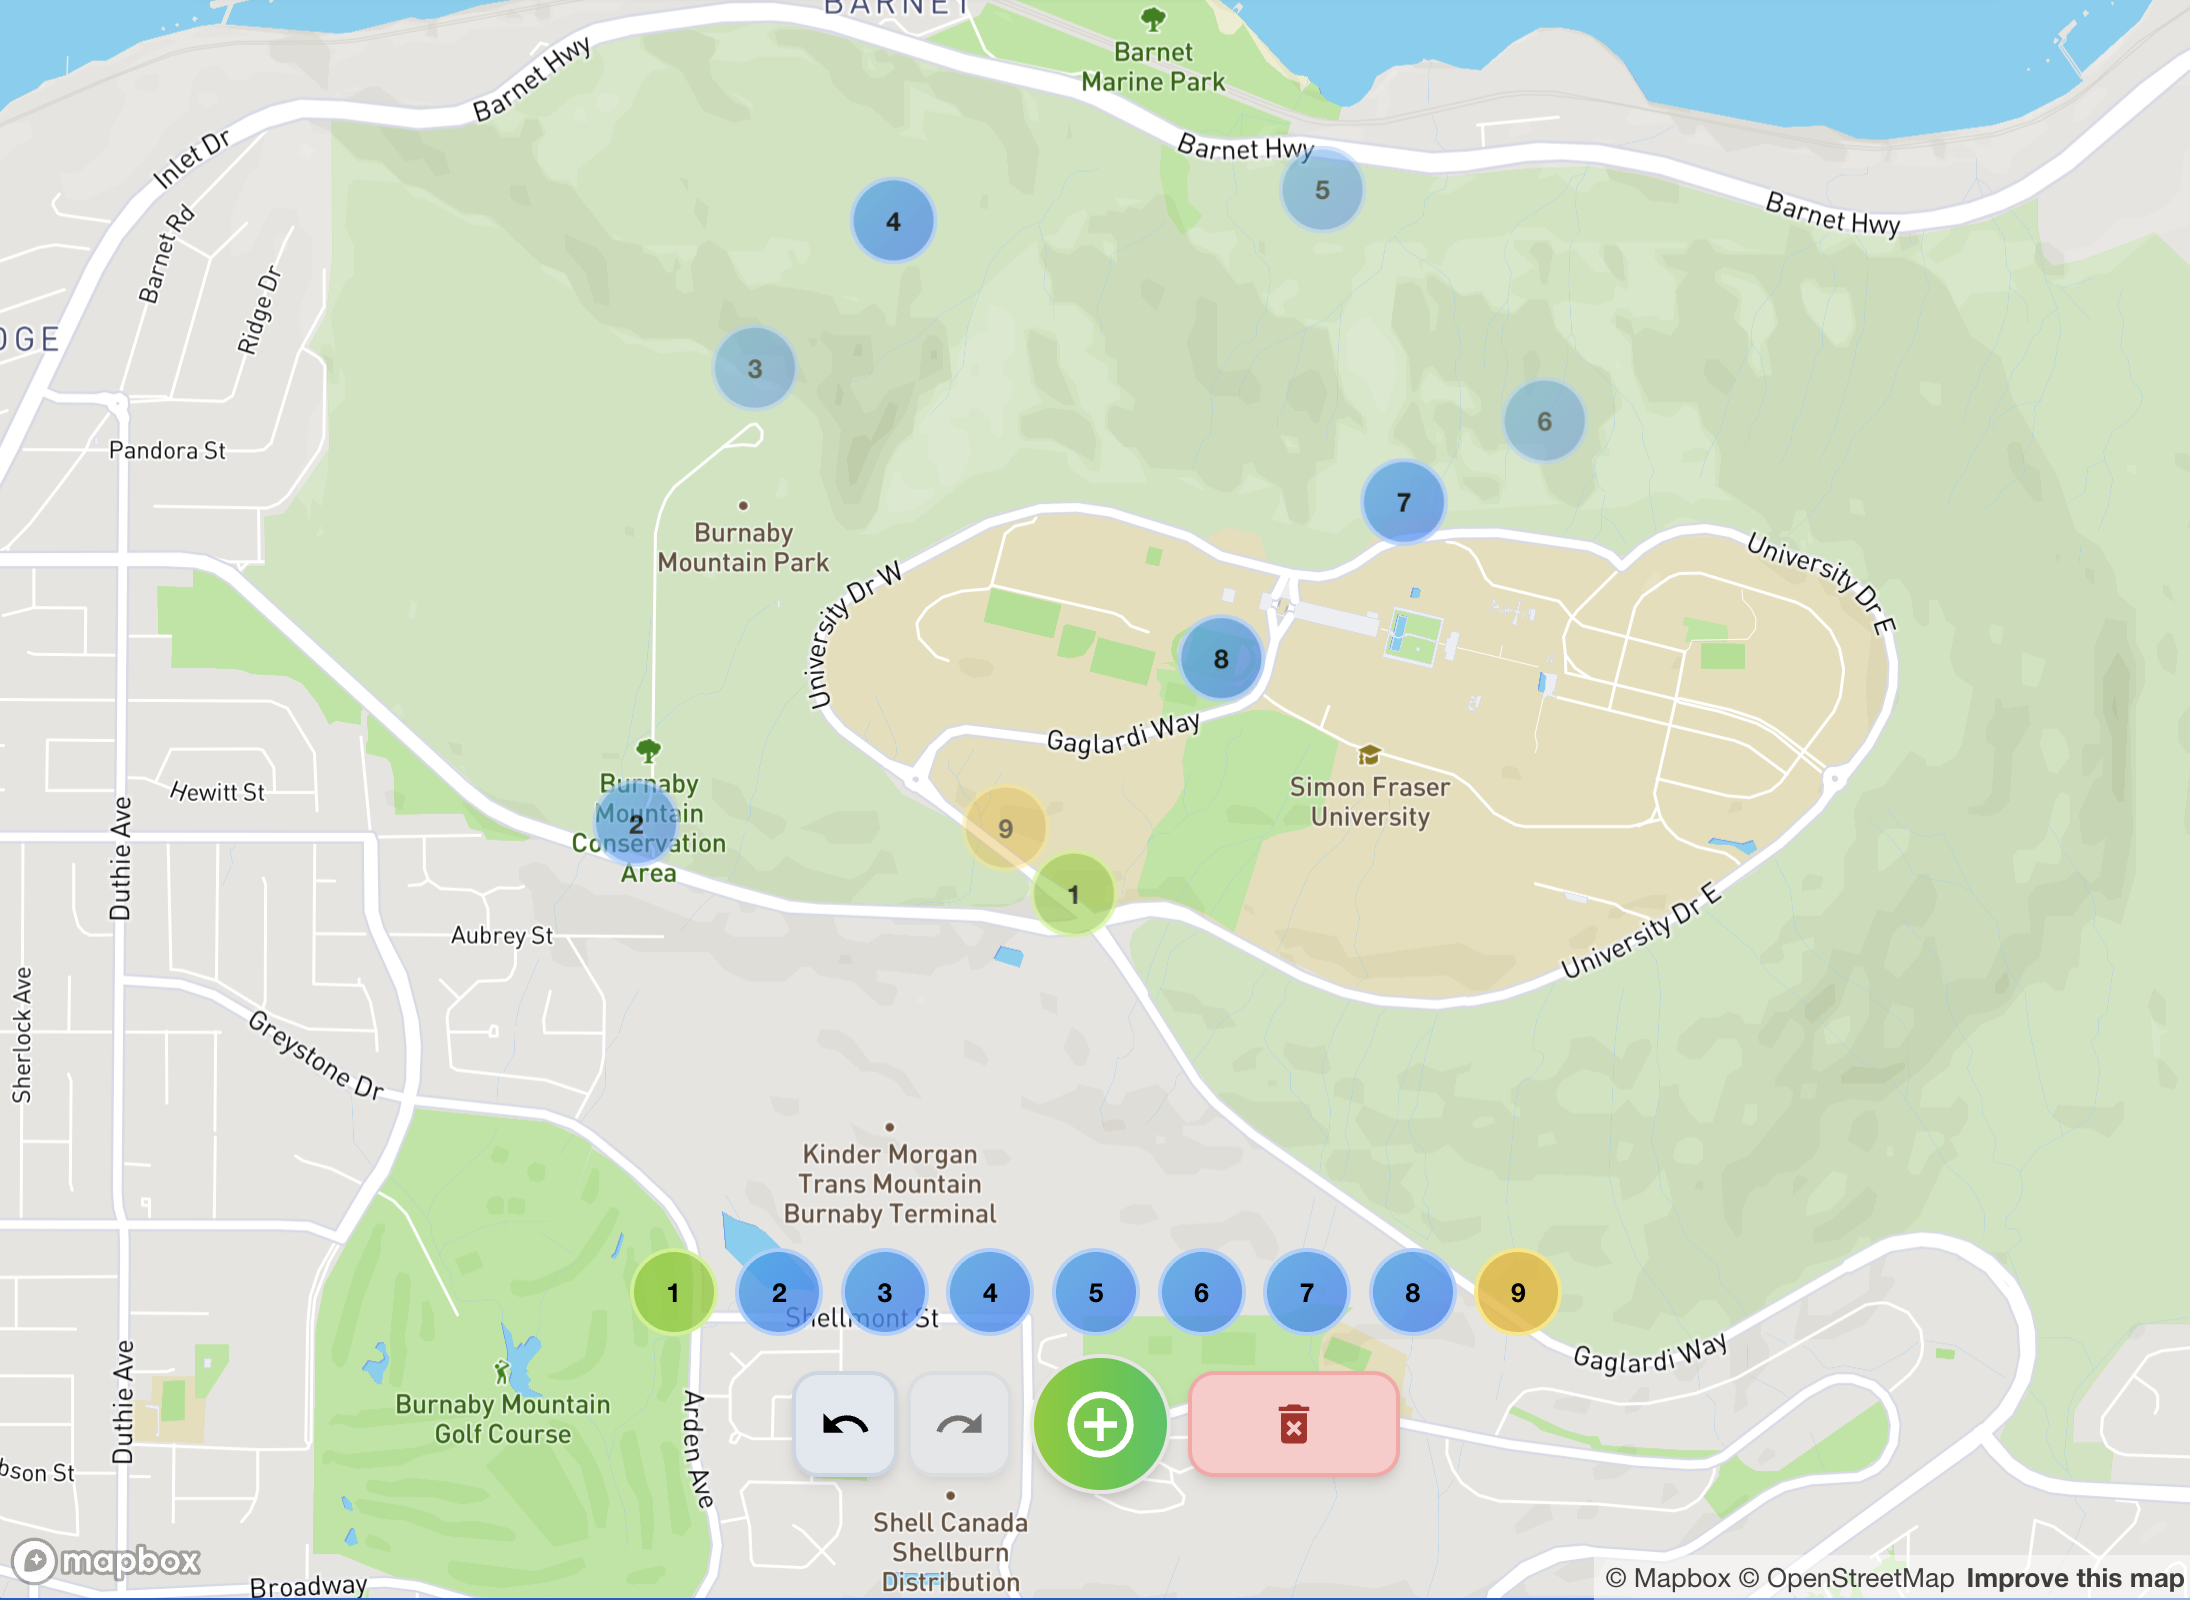 BARNET
Barnet
Marine Park
Barnet Hwy
Barnet Hwy
Barnet Hwy
Inlet Dr
Barnet Rd
Ridge Dr
DGE
Pandora St
4
5
3
6
7
8
2
9
1
Burnaby
Mountain Park
University Dr W
University Dr E
Gaglardi Way
Simon Fraser
University
Burnaby
Mountain
Conservation
Area
Hewitt St
Duthie Ave
Aubrey St
University Dr E
Sherlock Ave
Greystone Dr
Kinder Morgan
Trans Mountain
Burnaby Terminal
1 2 3 4 5 6 7 8 9
Shellmont St
Gaglardi Way
Duthie Ave
Burnaby Mountain
Golf Course
Arden Ave
bson St
Shell Canada
Shellburn
Distribution
mapbox
Broadway
© Mapbox © OpenStreetMap Improve this map